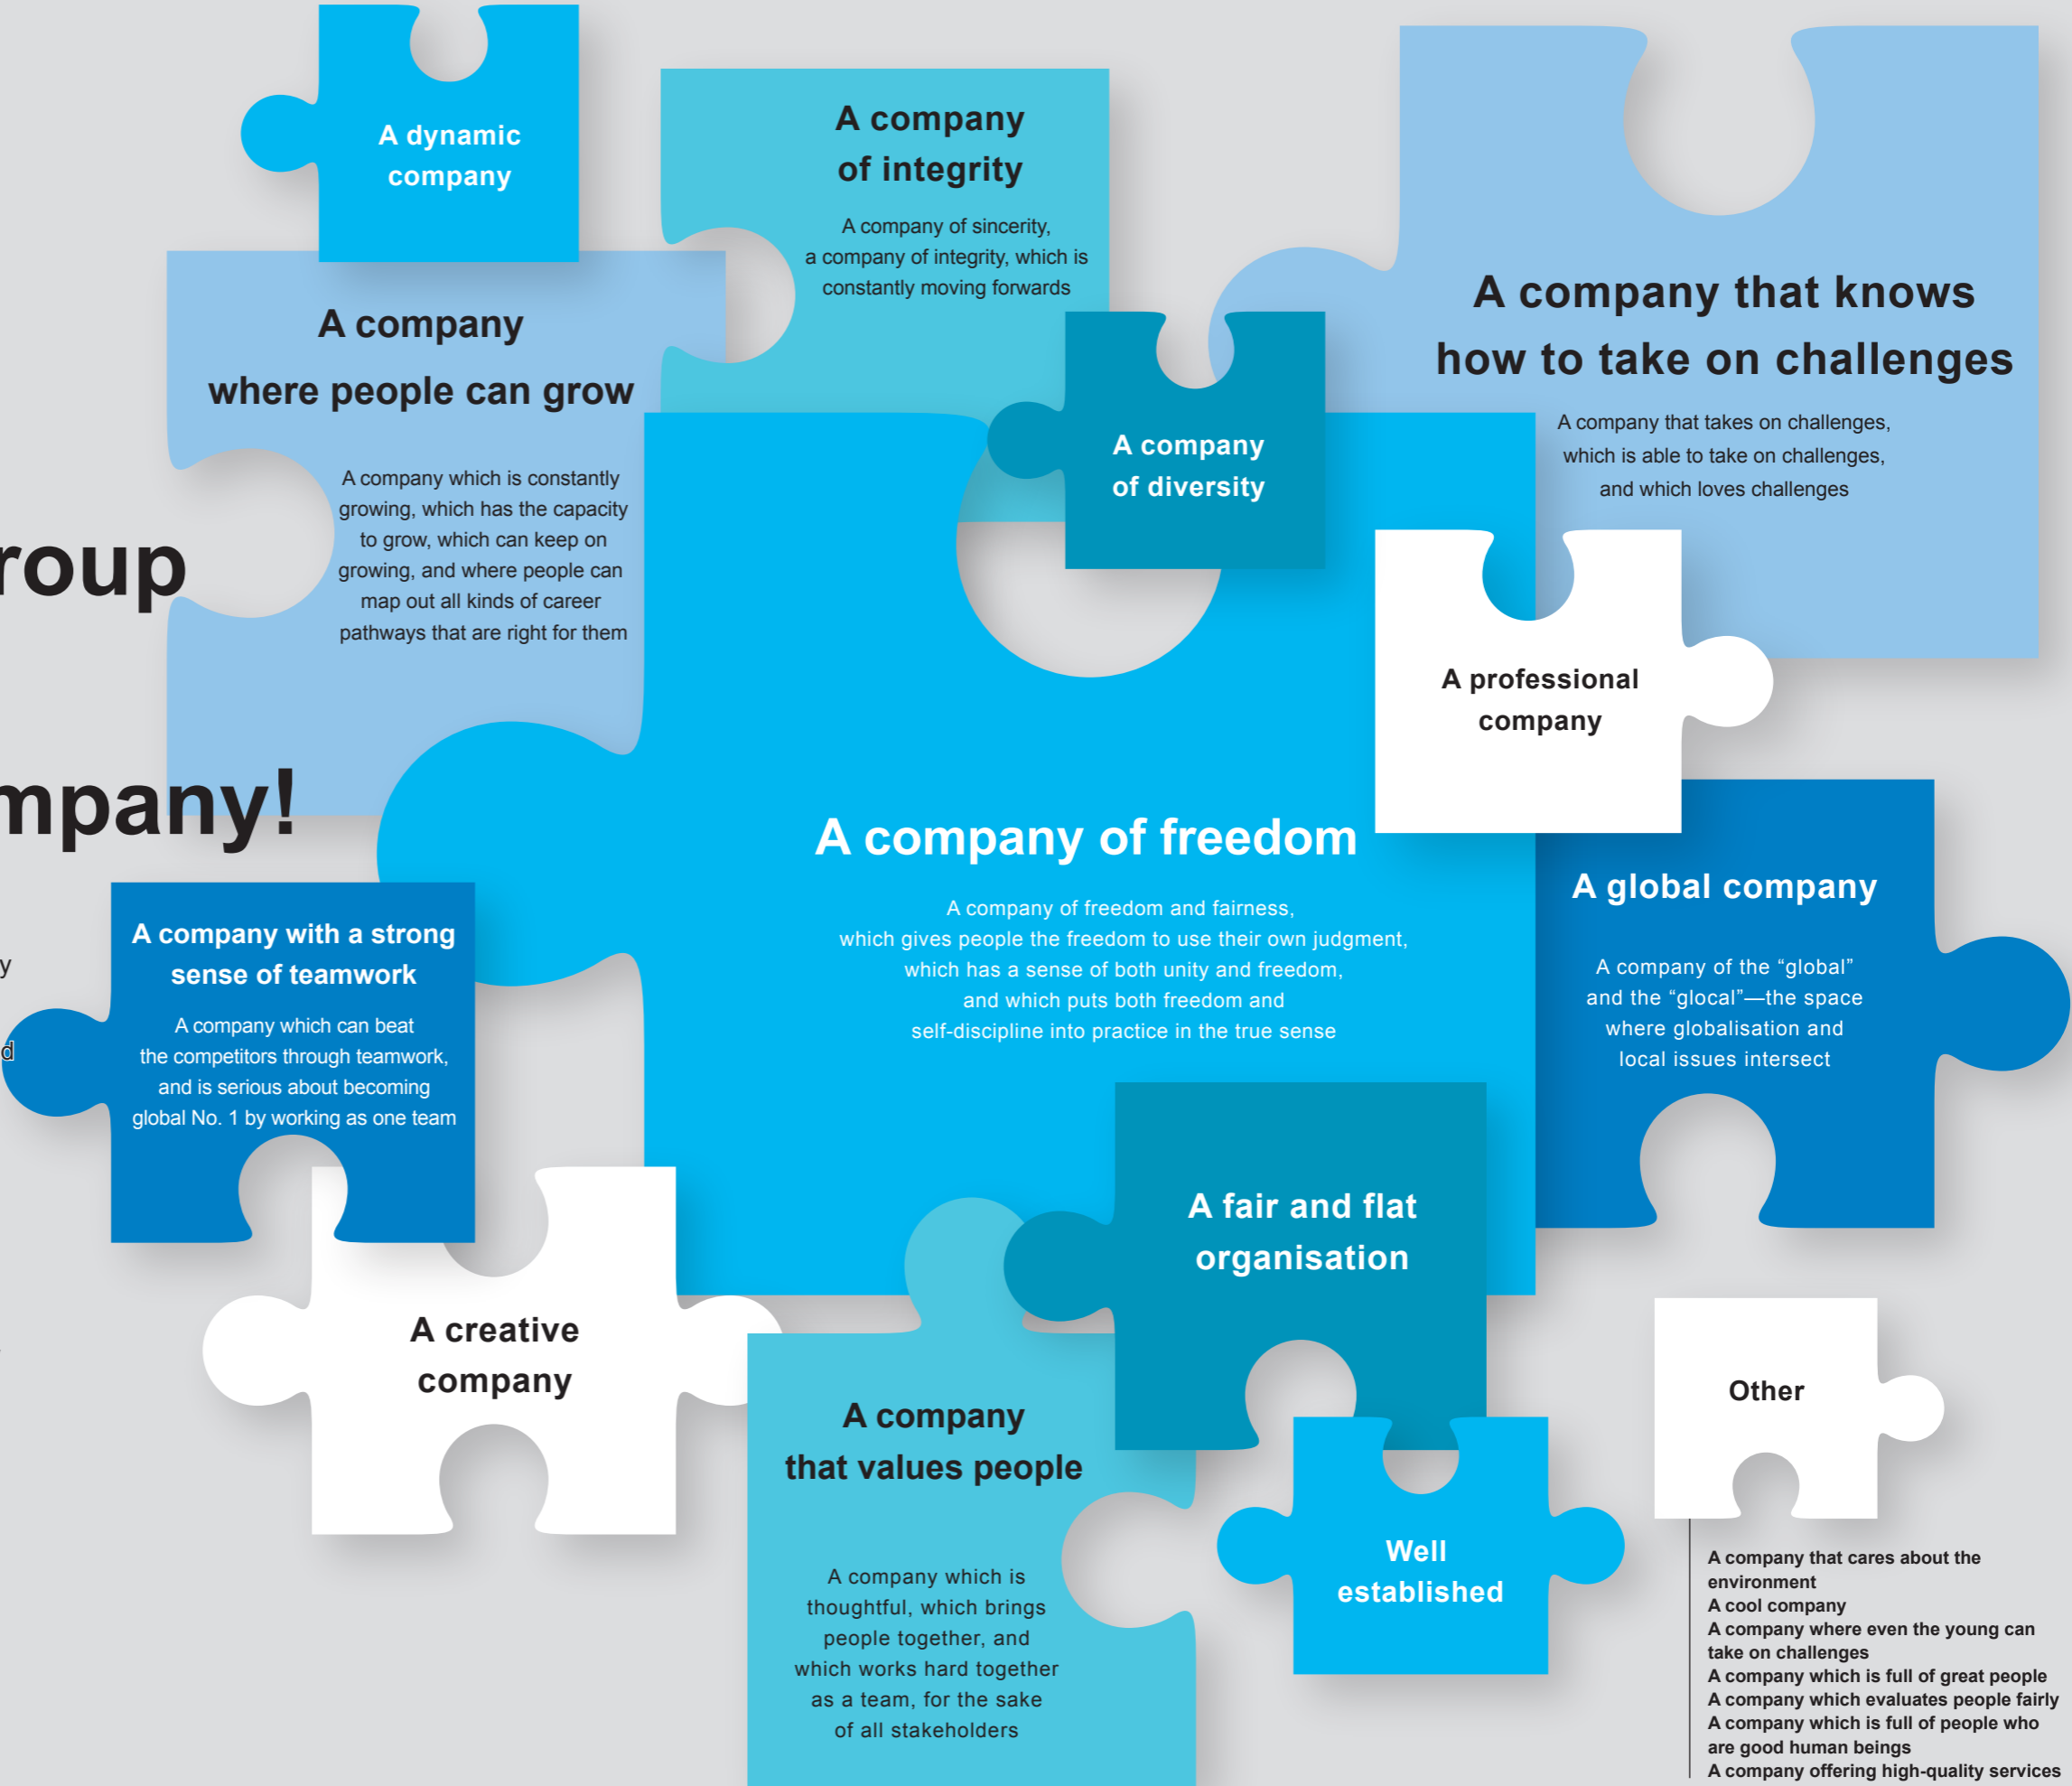 A dynamic
company
A company
of integrity
A company of sincerity,
a company of integrity, which is
constantly moving forwards
A company that knows
how to take on challenges
A company that takes on challenges,
which is able to take on challenges,
and which loves challenges
A company
where people can grow
A company which is constantly
growing, which has the capacity
to grow, which can keep on
growing, and where people can
map out all kinds of career
pathways that are right for them
A company
of diversity
roup
mpany!
A professional
company
A company of freedom
A company of freedom and fairness,
which gives people the freedom to use their own judgment,
which has a sense of both unity and freedom,
and which puts both freedom and
self-discipline into practice in the true sense
A global company
A company of the “global”
and the “glocal”—the space
where globalisation and
local issues intersect
y
d
A company with a strong
sense of teamwork
A company which can beat
the competitors through teamwork,
and is serious about becoming
global No. 1 by working as one team
A fair and flat
organisation
A creative
company
A company
that values people
A company which is
thoughtful, which brings
people together, and
which works hard together
as a team, for the sake
of all stakeholders
Well
established
Other
A company that cares about the
environment
A cool company
A company where even the young can
take on challenges
A company which is full of great people
A company which evaluates people fairly
A company which is full of people who
are good human beings
A company offering high-quality services